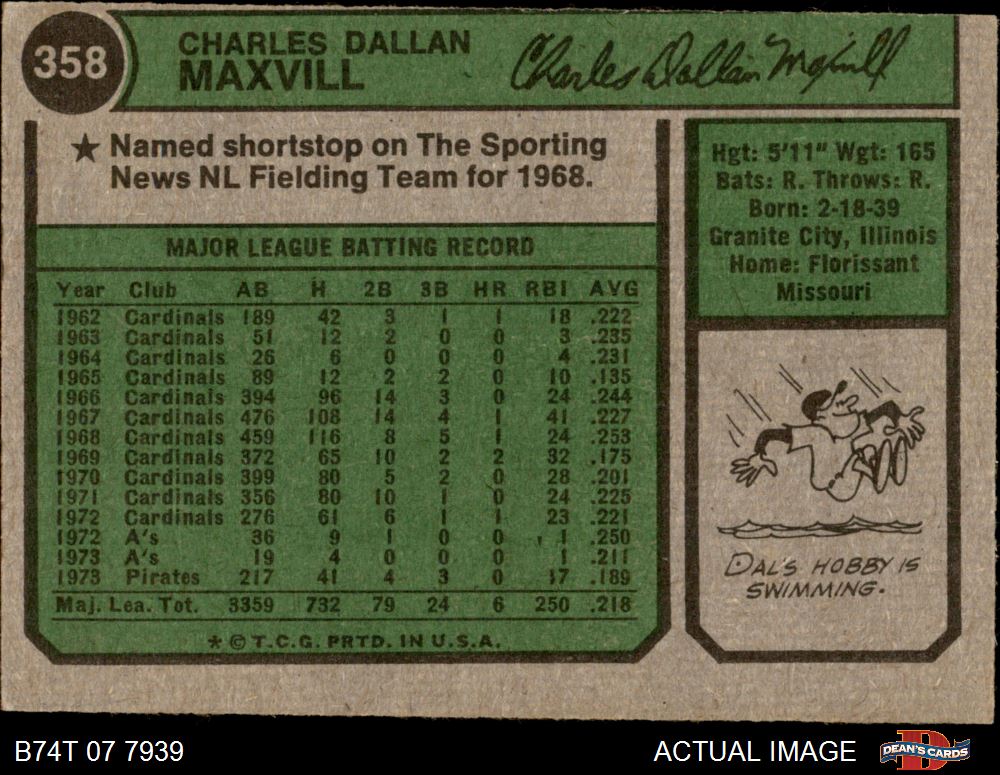 358
CHARLES DALLAN
MAXVILL
Charles Dallan Maxvill
★ Named shortstop on The Sporting
News NL Fielding Team for 1968.
MAJOR LEAGUE BATTING RECORD
Year Club AB H 2B 3B HR RBI AVG
1962 Cardinals 189 42 3 1 1 18 .222
1963 Cardinals 51 12 2 0 0 3 .235
1964 Cardinals 26 6 0 0 0 4 .231
1965 Cardinals 89 12 2 2 0 10 .135
1966 Cardinals 394 96 14 3 0 24 .244
1967 Cardinals 476 108 14 4 1 41 .227
1968 Cardinals 459 116 8 5 1 24 .253
1969 Cardinals 372 65 10 2 2 32 .175
1970 Cardinals 399 80 5 2 0 28 .201
1971 Cardinals 356 80 10 1 0 24 .225
1972 Cardinals 276 61 6 1 1 23 .221
1972 A's 36 9 1 0 0 1 .250
1973 A's 19 4 0 0 0 1 .211
1973 Pirates 217 41 4 3 0 17 .189
Maj. Lea. Tot. 3359 732 79 24 6 250 .218
* © T.C.G. PRTD. IN U.S.A.
Hgt: 5'11" Wgt: 165
Bats: R. Throws: R.
Born: 2-18-39
Granite City, Illinois
Home: Florissant
Missouri
DAL'S HOBBY IS
SWIMMING.
B74T 07 7939
ACTUAL IMAGE
DEAN'S CARDS